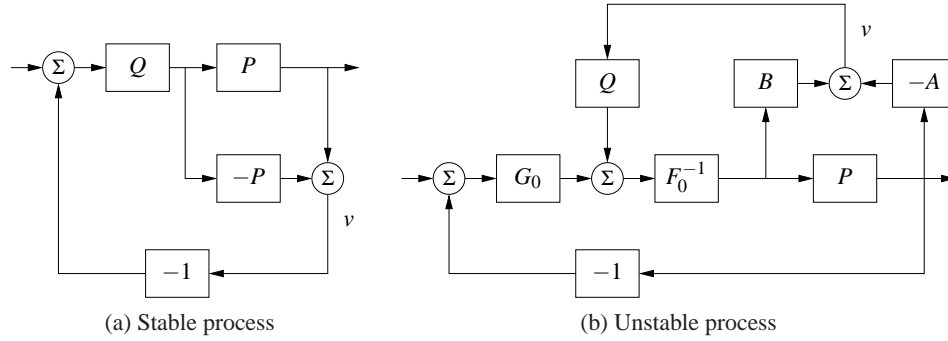 v
Σ
Q
P
−P
Σ
v
−1
(a) Stable process
Q
B
Σ
−A
Σ
G₀
Σ
F₀⁻¹
P
−1
(b) Unstable process